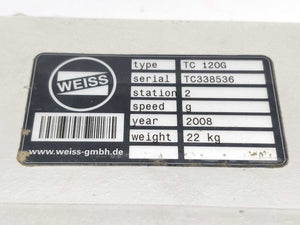 WEISS
type TC 120G
serial TC338536
station 2
speed g
year 2008
weight 22 kg
www.weiss-gmbh.de